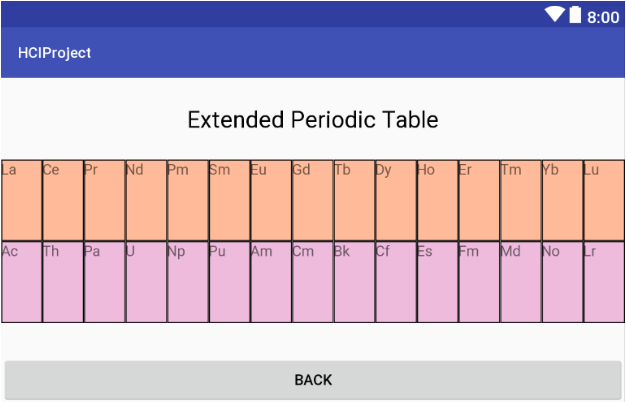 8:00
HCIProject
Extended Periodic Table
La Ce Pr Nd Pm Sm Eu Gd Tb Dy Ho Er Tm Yb Lu
Ac Th Pa U Np Pu Am Cm Bk Cf Es Fm Md No Lr
BACK